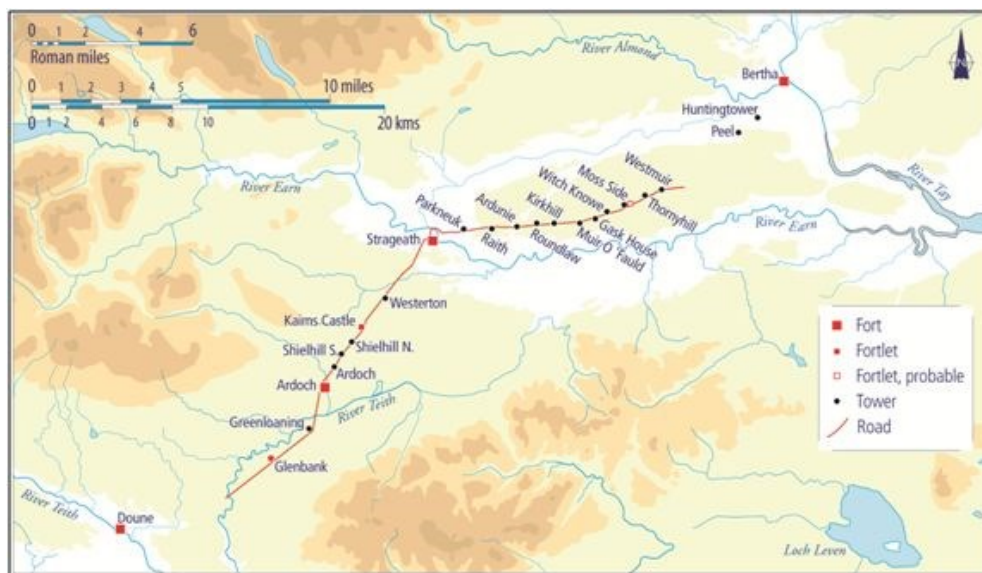 0 1 2 4 6
Roman miles
0 1 2 3 4 5 10 miles
0 1 2 4 6 8 10 20 kms
River Almond
Bertha
N
Huntingtower
Peel
River Tay
River Earn
Westmuir
Moss Side
Witch Knowe
Kirkhill
Ardunie
Parkneuk
Thornyhill
Gask House
Muir O' Fauld
Roundlaw
Raith
River Earn
Strageath
Westerton
Kaims Castle
Shielhill N.
Shielhill S.
Ardoch
Ardoch
River Teith
Greenloaning
Glenbank
River Teith
Doune
Loch Leven
Fort
Fortlet
Fortlet, probable
Tower
Road